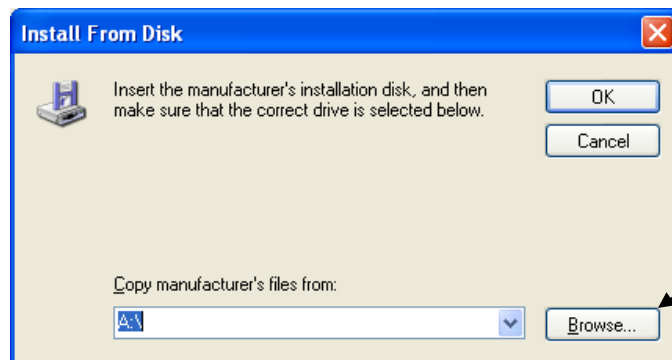 Install From Disk
Insert the manufacturer's installation disk, and then
make sure that the correct drive is selected below.
OK
Cancel
Copy manufacturer's files from:
A:\
Browse...